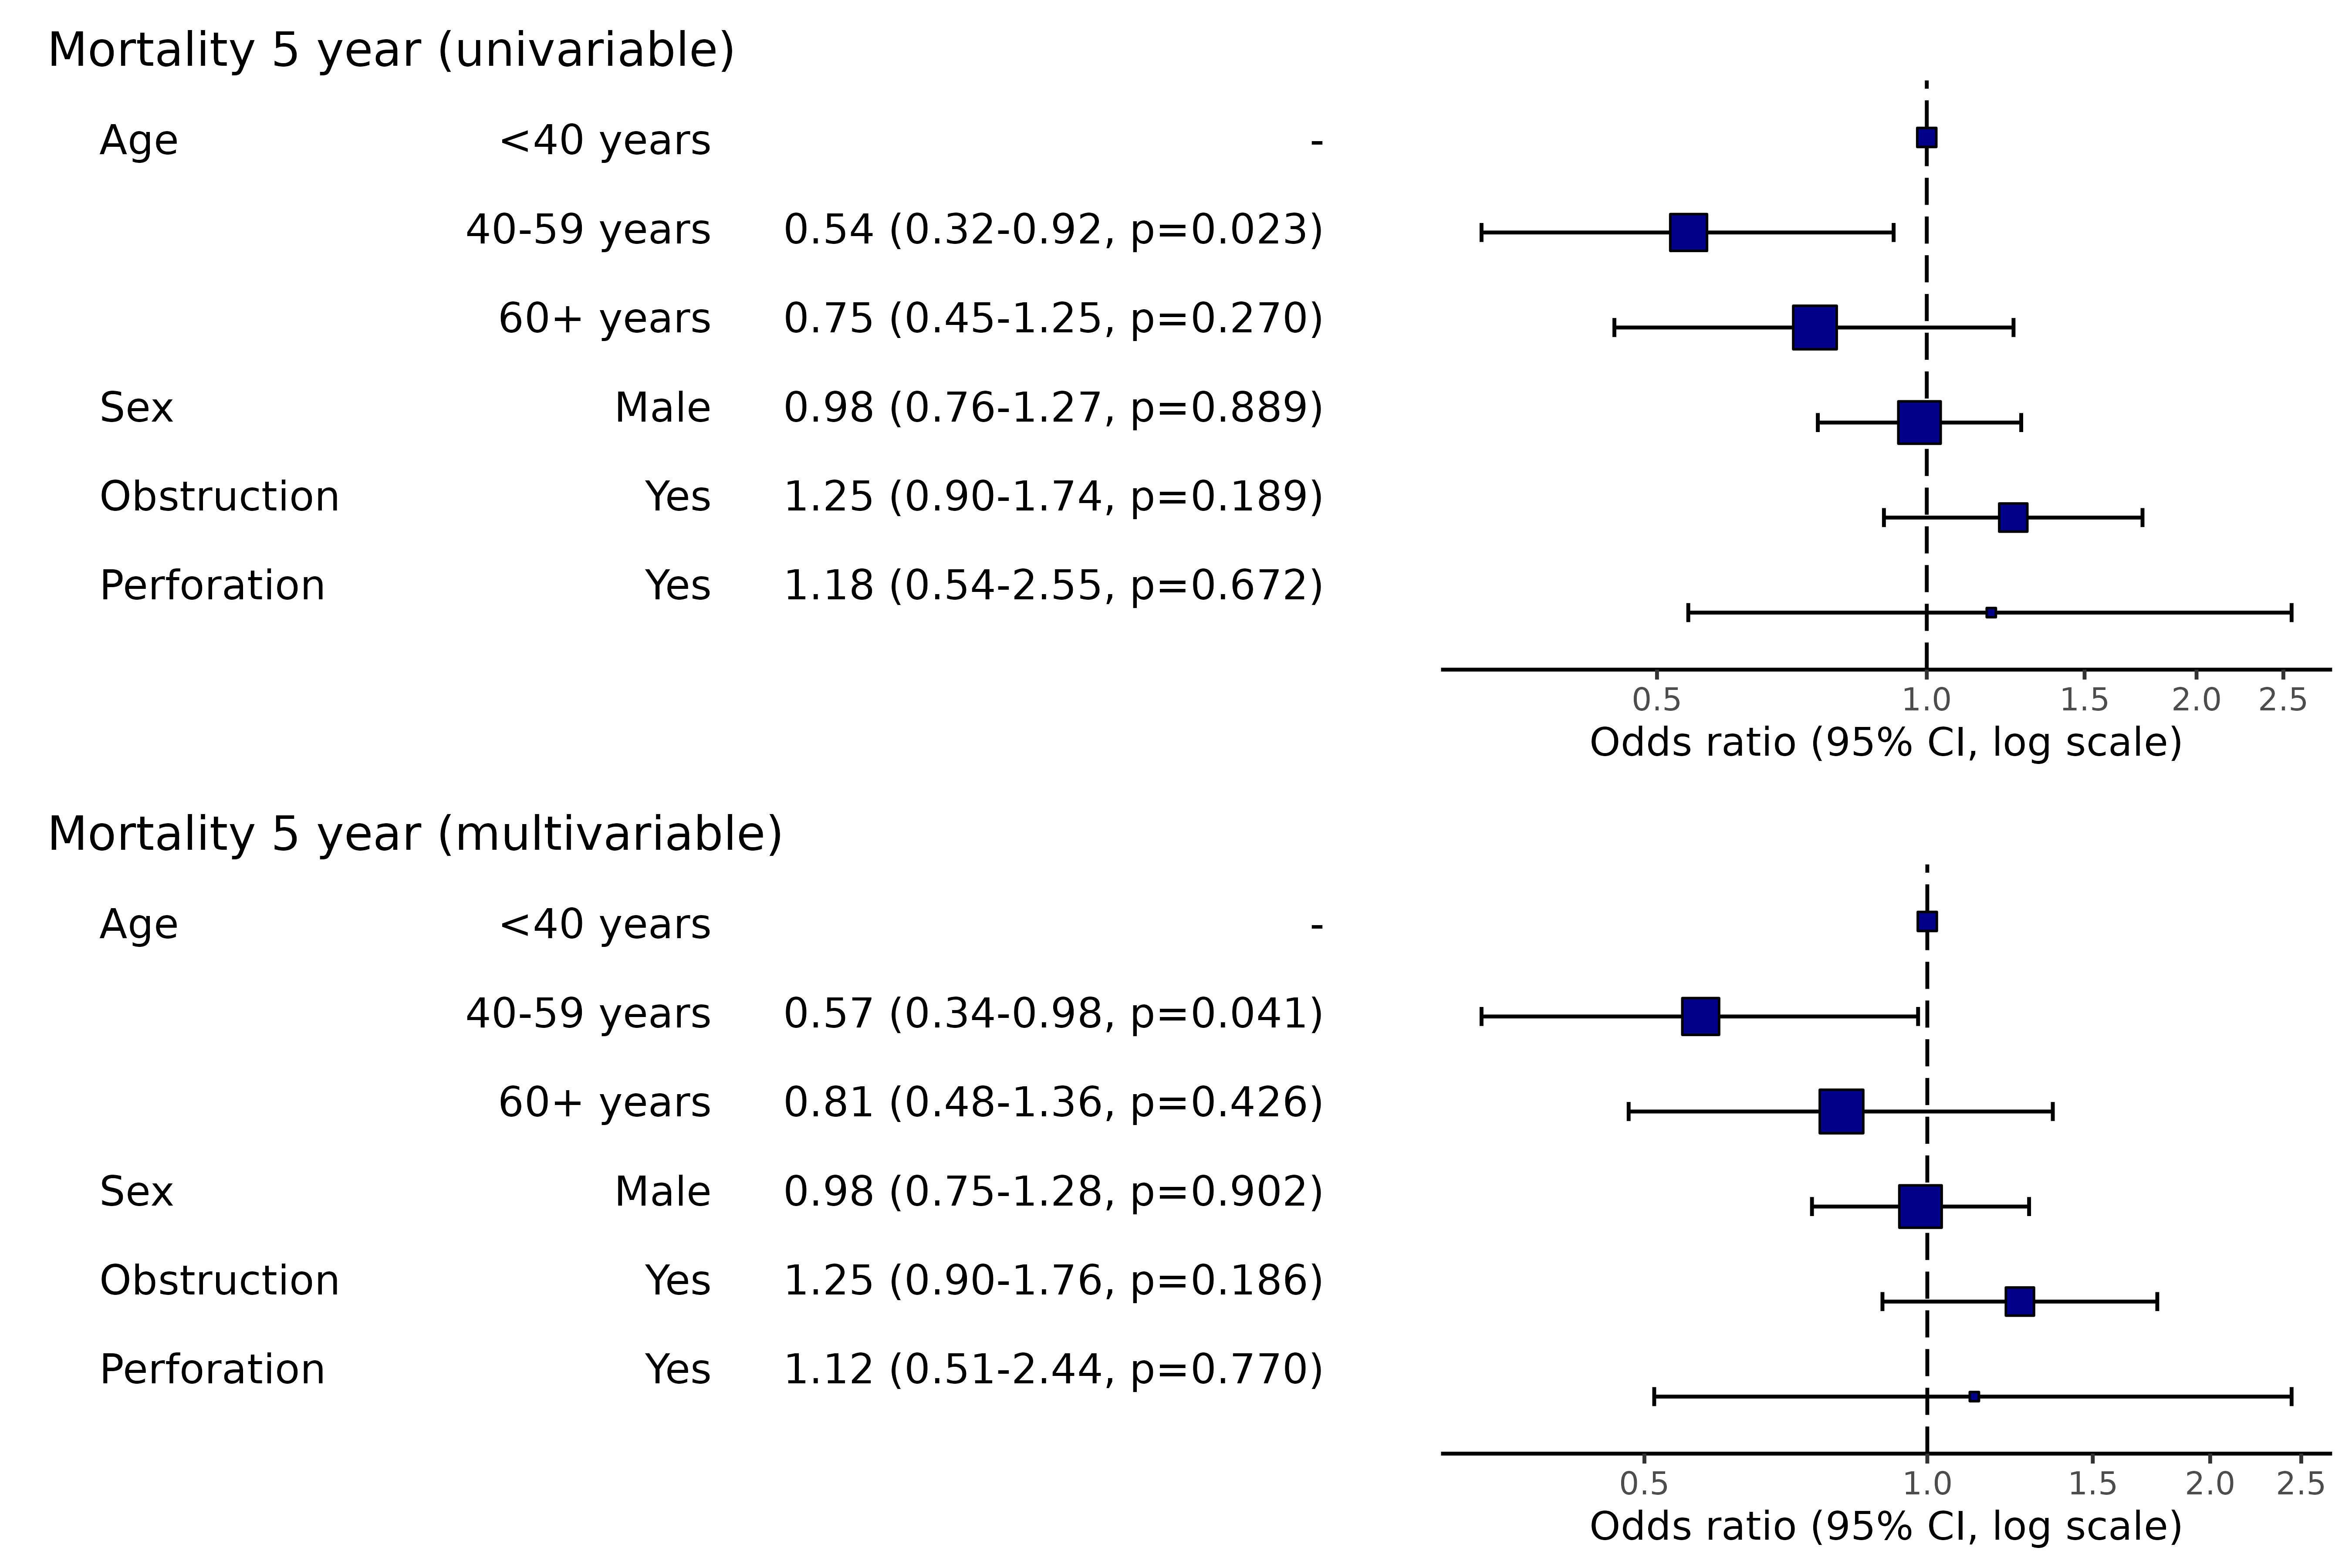 Mortality 5 year (univariable)
Age <40 years -
40-59 years 0.54 (0.32-0.92, p=0.023)
60+ years 0.75 (0.45-1.25, p=0.270)
Sex Male 0.98 (0.76-1.27, p=0.889)
Obstruction Yes 1.25 (0.90-1.74, p=0.189)
Perforation Yes 1.18 (0.54-2.55, p=0.672)
0.5 1.0 1.5 2.0 2.5
Odds ratio (95% CI, log scale)
Mortality 5 year (multivariable)
Age <40 years -
40-59 years 0.57 (0.34-0.98, p=0.041)
60+ years 0.81 (0.48-1.36, p=0.426)
Sex Male 0.98 (0.75-1.28, p=0.902)
Obstruction Yes 1.25 (0.90-1.76, p=0.186)
Perforation Yes 1.12 (0.51-2.44, p=0.770)
0.5 1.0 1.5 2.0 2.5
Odds ratio (95% CI, log scale)